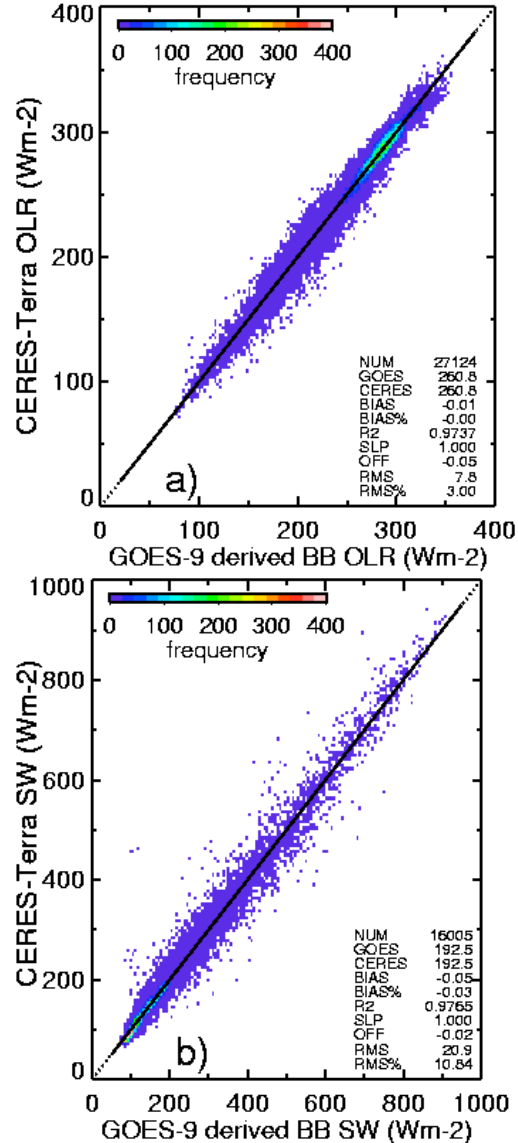 400
0 100 200 300 400
frequency
300
200
100
0
CERES-Terra OLR (Wm-2)
NUM 27124
GOES 260.8
CERES 260.8
BIAS -0.01
BIAS% -0.00
R2 0.9737
SLP 1.000
OFF -0.05
RMS 7.8
RMS% 3.00
a)
0 100 200 300 400
GOES-9 derived BB OLR (Wm-2)
1000
0 100 200 300 400
frequency
800
600
400
200
0
CERES-Terra SW (Wm-2)
NUM 16005
GOES 192.5
CERES 192.5
BIAS -0.05
BIAS% -0.03
R2 0.9765
SLP 1.000
OFF -0.02
RMS 20.9
RMS% 10.84
b)
0 200 400 600 800 1000
GOES-9 derived BB SW (Wm-2)